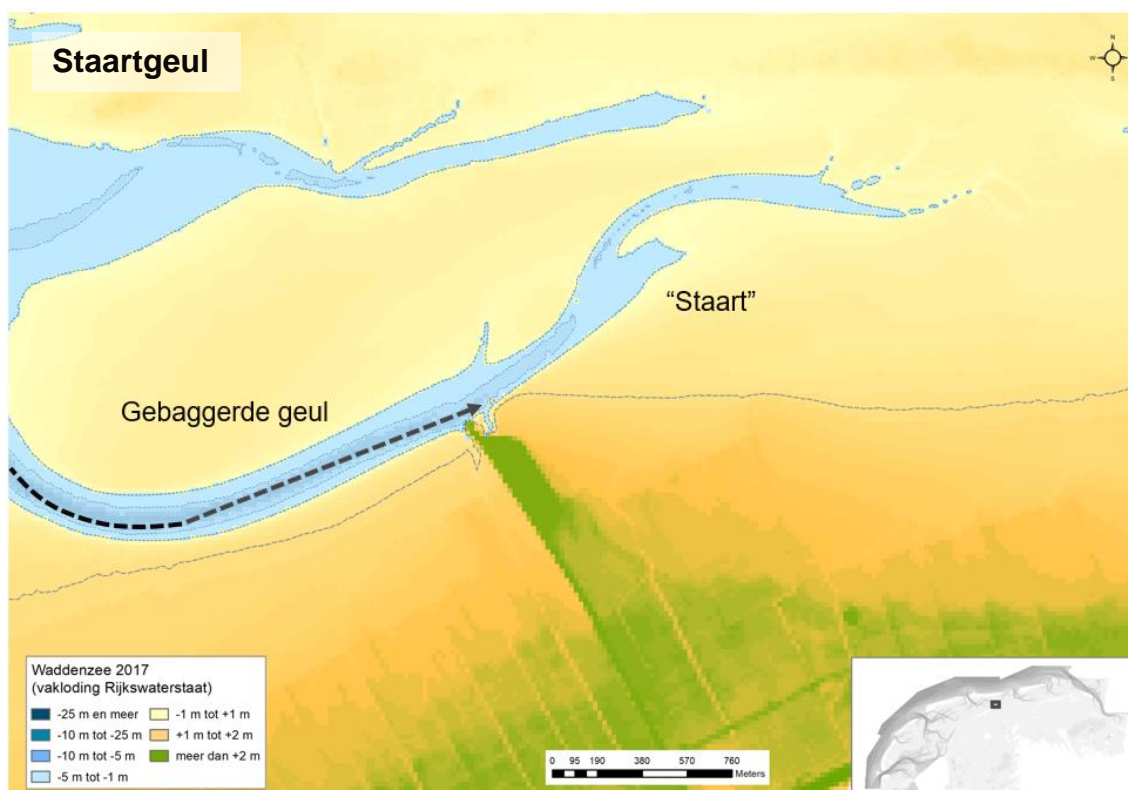 Staartgeul
N
W
S
"Staart"
Gebaggerde geul
Waddenzee 2017
(vakloding Rijkswaterstaat)
-25 m en meer
-10 m tot -25 m
-10 m tot -5 m
-5 m tot -1 m
-1 m tot +1 m
+1 m tot +2 m
meer dan +2 m
0 95 190 380 570 760
Meters